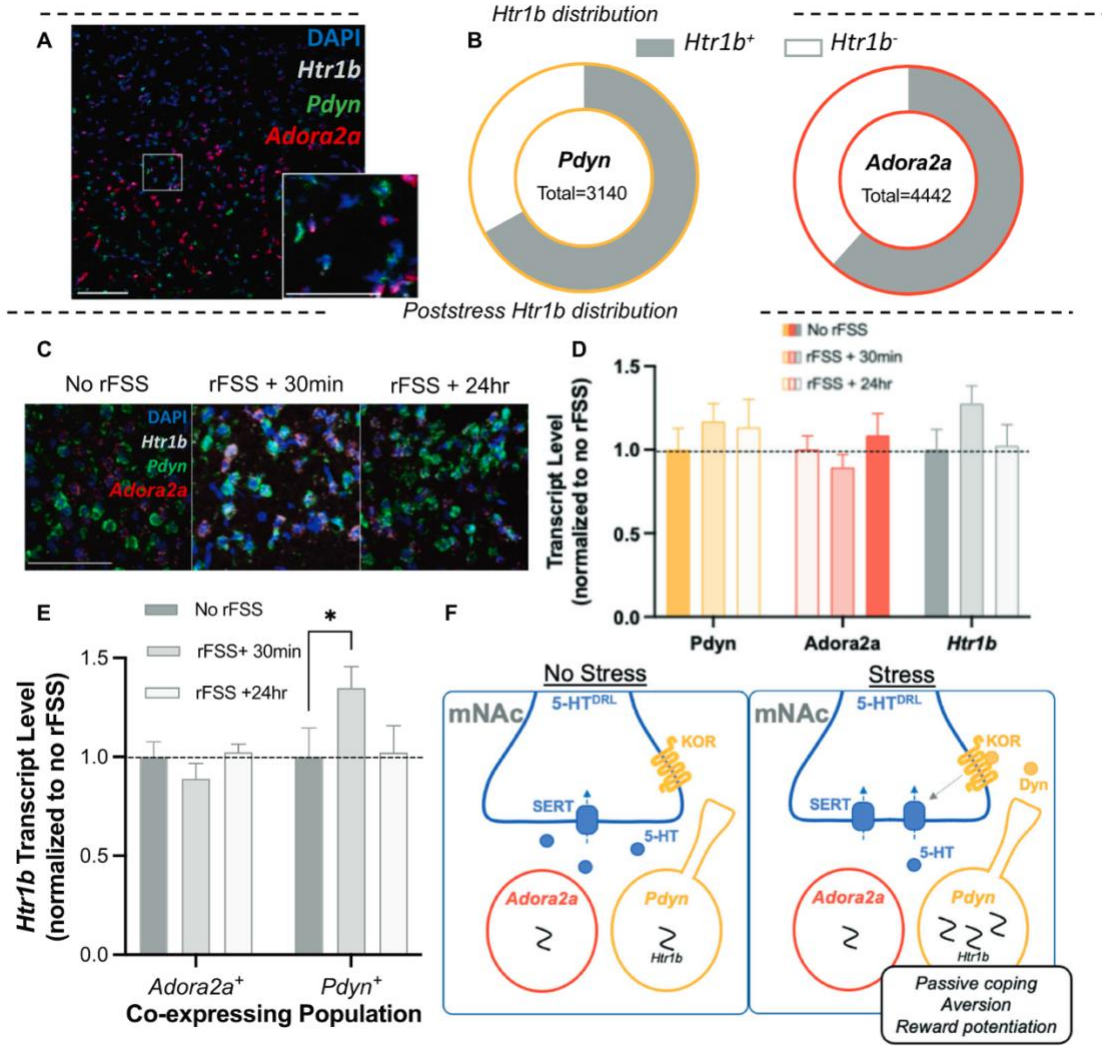 Htr1b distribution
A
DAPI
Htr1b
Pdyn
Adora2a
B
Htr1b+
Htr1b-
Pdyn
Total=3140
Adora2a
Total=4442
Poststress Htr1b distribution
C
No rFSS
rFSS + 30min
rFSS + 24hr
DAPI
Htr1b
Pdyn
Adora2a
D
No rFSS
rFSS + 30min
rFSS + 24hr
Transcript Level
(normalized to no rFSS)
1.5
1.0
0.5
0.0
Pdyn
Adora2a
Htr1b
E
No rFSS
rFSS+ 30min
rFSS +24hr
*
Htr1b Transcript Level
(normalized to no rFSS)
1.5
1.0
0.5
0.0
Adora2a+
Pdyn+
Co-expressing Population
F
No Stress
mNAc
5-HTDRL
KOR
SERT
5-HT
Adora2a
Pdyn
Htr1b
Stress
mNAc
5-HTDRL
KOR
Dyn
SERT
5-HT
Adora2a
Pdyn
Htr1b
Passive coping
Aversion
Reward potentiation